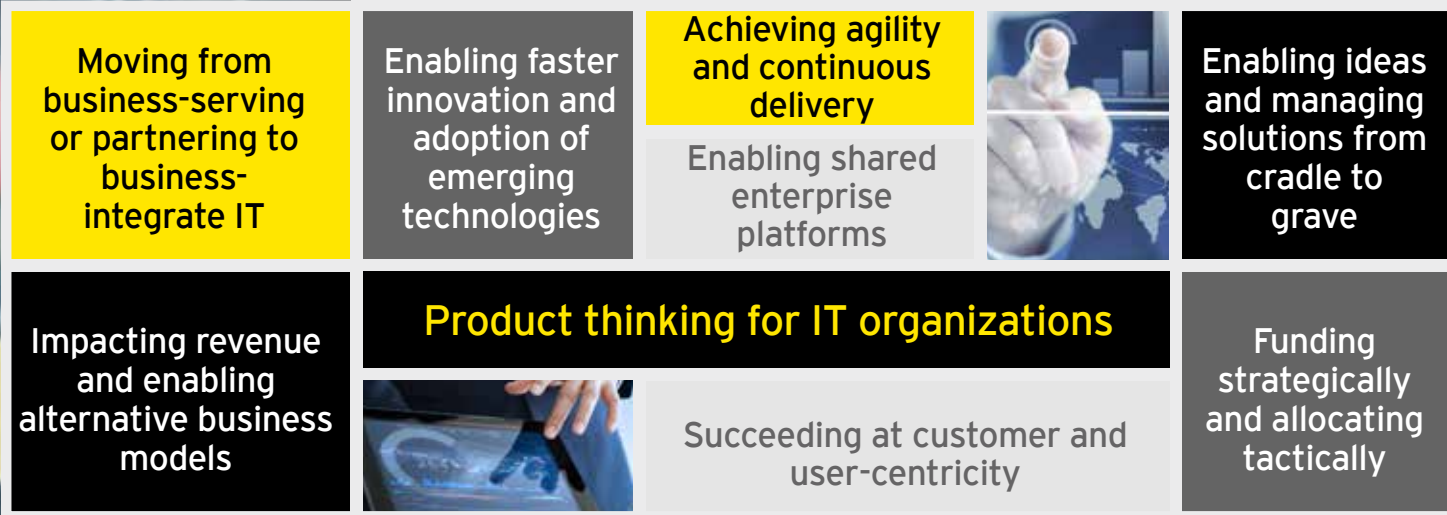 Moving from
business-serving
or partnering to
business-
integrate IT
Enabling faster
innovation and
adoption of
emerging
technologies
Achieving agility
and continuous
delivery
Enabling shared
enterprise
platforms
Enabling ideas
and managing
solutions from
cradle to
grave
Impacting revenue
and enabling
alternative business
models
Product thinking for IT organizations
Succeeding at customer and
user-centricity
Funding
strategically
and allocating
tactically